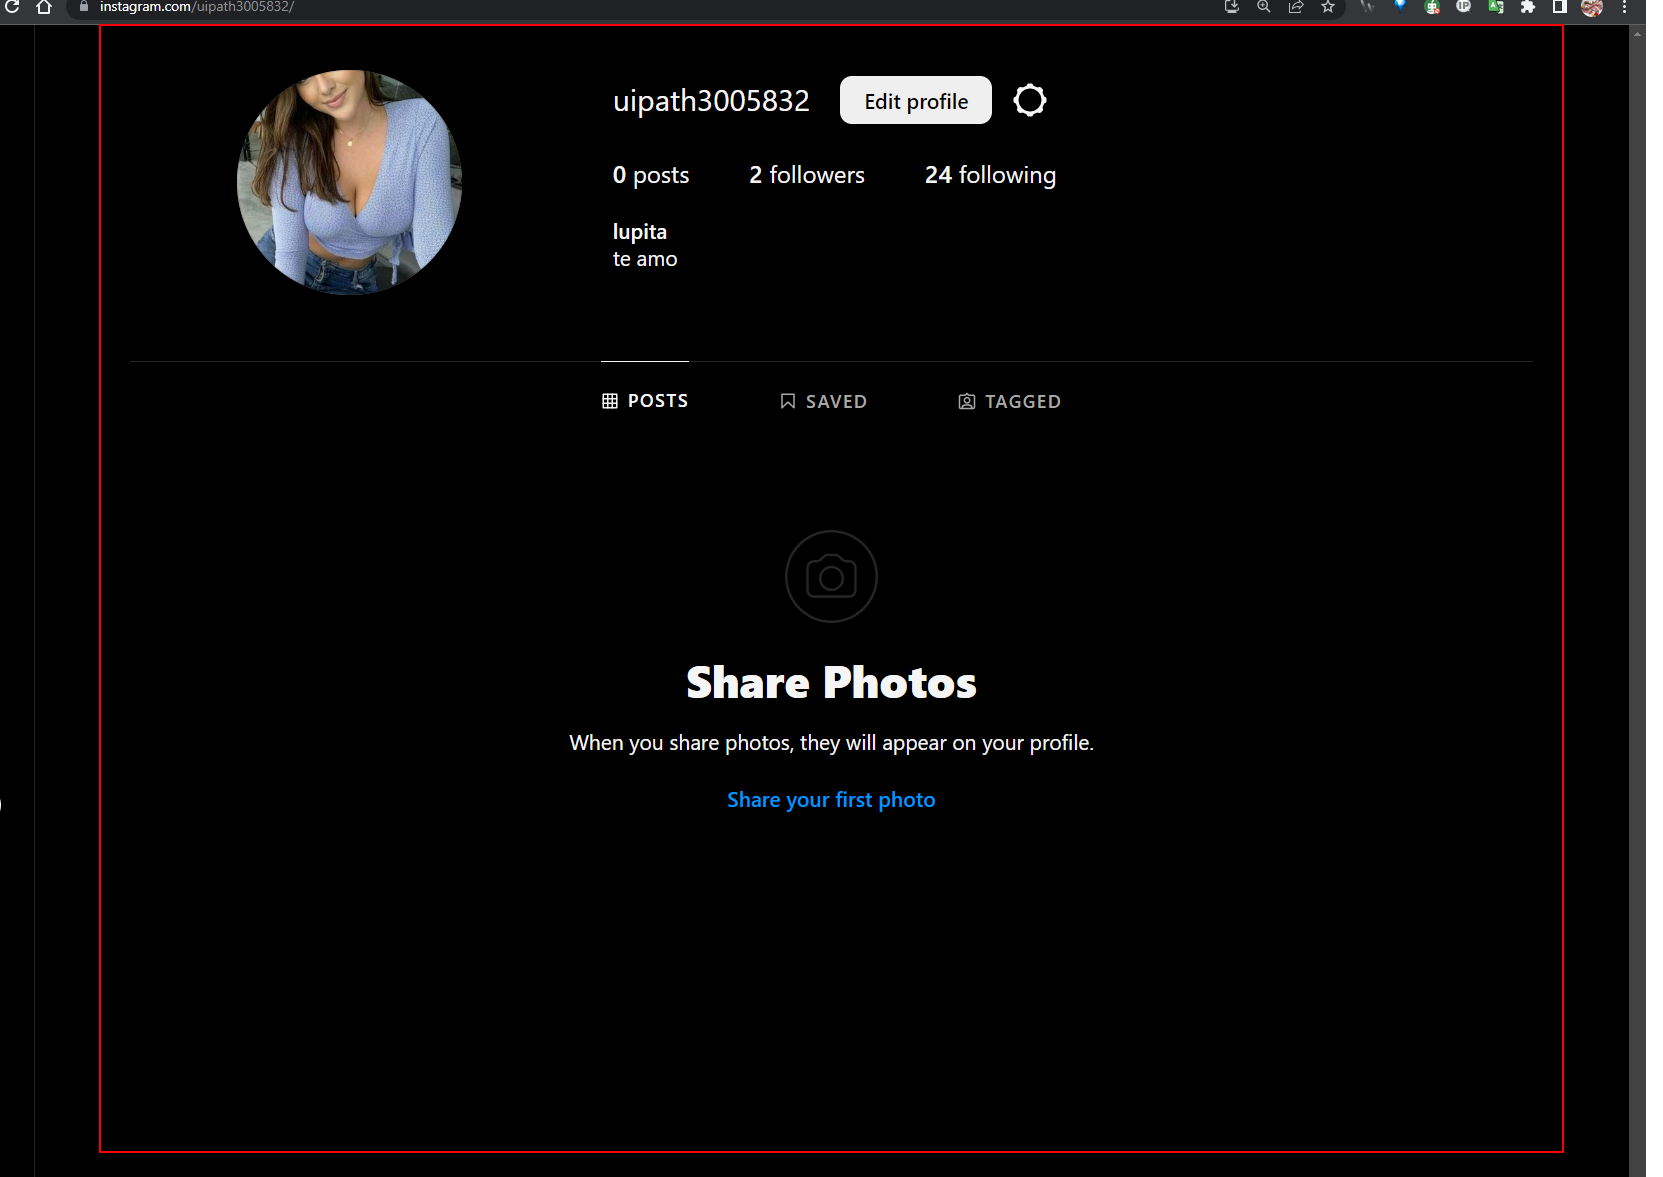 instagram.com/uipath3005832/
uipath3005832 Edit profile
0 posts 2 followers 24 following
lupita
te amo
POSTS SAVED TAGGED
Share Photos
When you share photos, they will appear on your profile.
Share your first photo